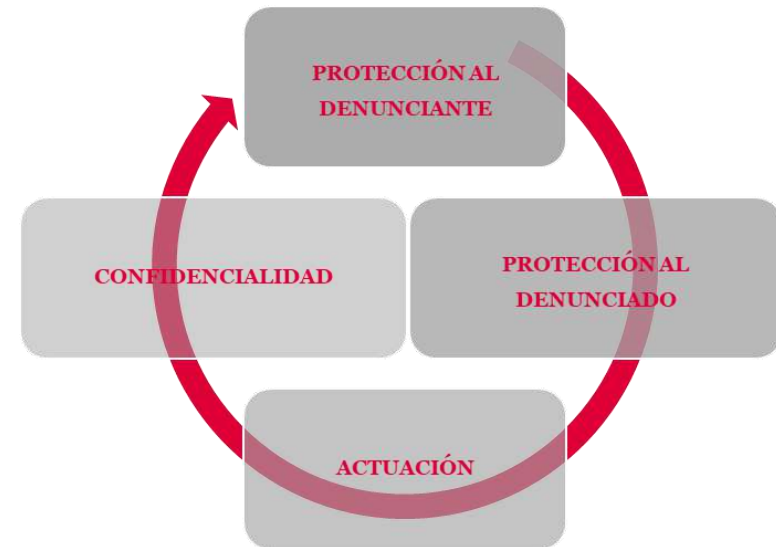 PROTECCIÓN AL
DENUNCIANTE
CONFIDENCIALIDAD
PROTECCIÓN AL
DENUNCIADO
ACTUACIÓN